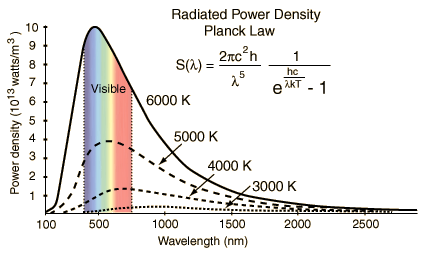 Radiated Power Density
Planck Law
S(λ) = 2πc²h / λ⁵ 1 / e^(hc/λkT) - 1
Power density (10¹³ watts/m³)
10
9
8
7
6
5
4
3
2
1
Visible
6000 K
5000 K
4000 K
3000 K
100 500 1000 1500 2000 2500
Wavelength (nm)